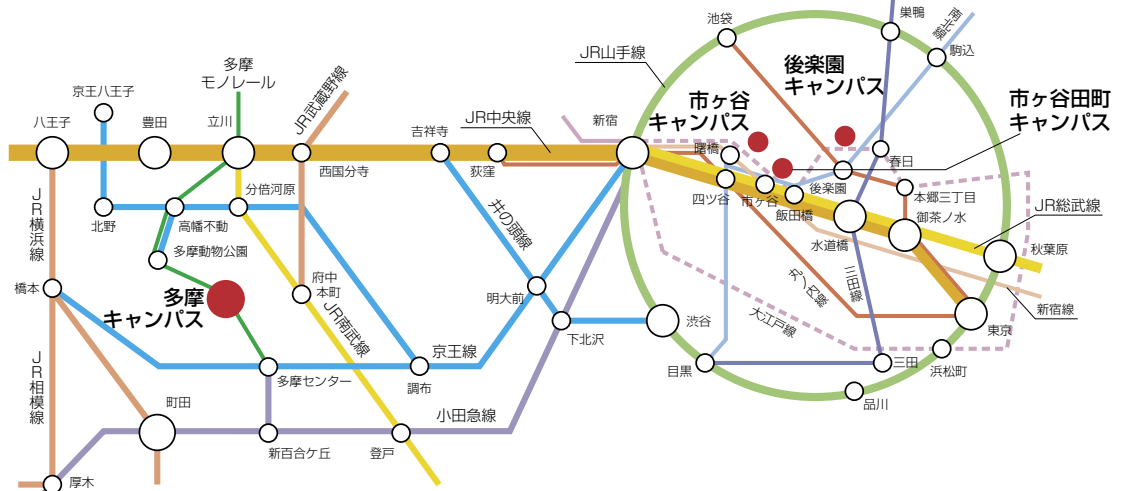 池袋
巣鴨
南北線
駒込
JR山手線
後楽園
キャンパス
市ヶ谷
キャンパス
市ヶ谷田町
キャンパス
多摩
モノレール
京王八王子
JR武蔵野線
八王子
豊田
立川
吉祥寺
JR中央線
新宿
曙橋
春日
西国分寺
荻窪
後楽園
分倍河原
四ツ谷
市ヶ谷
飯田橋
本郷三丁目
御茶ノ水
JR総武線
JR横浜線
北野
高幡不動
井の頭線
水道橋
秋葉原
多摩動物公園
府中
本町
橋本
多摩
キャンパス
明大前
丸ノ内線
三田線
新宿線
JR南武線
渋谷
大江戸線
東京
下北沢
京王線
JR相模線
多摩センター
調布
目黒
三田
浜松町
品川
町田
小田急線
新百合ケ丘
登戸
厚木